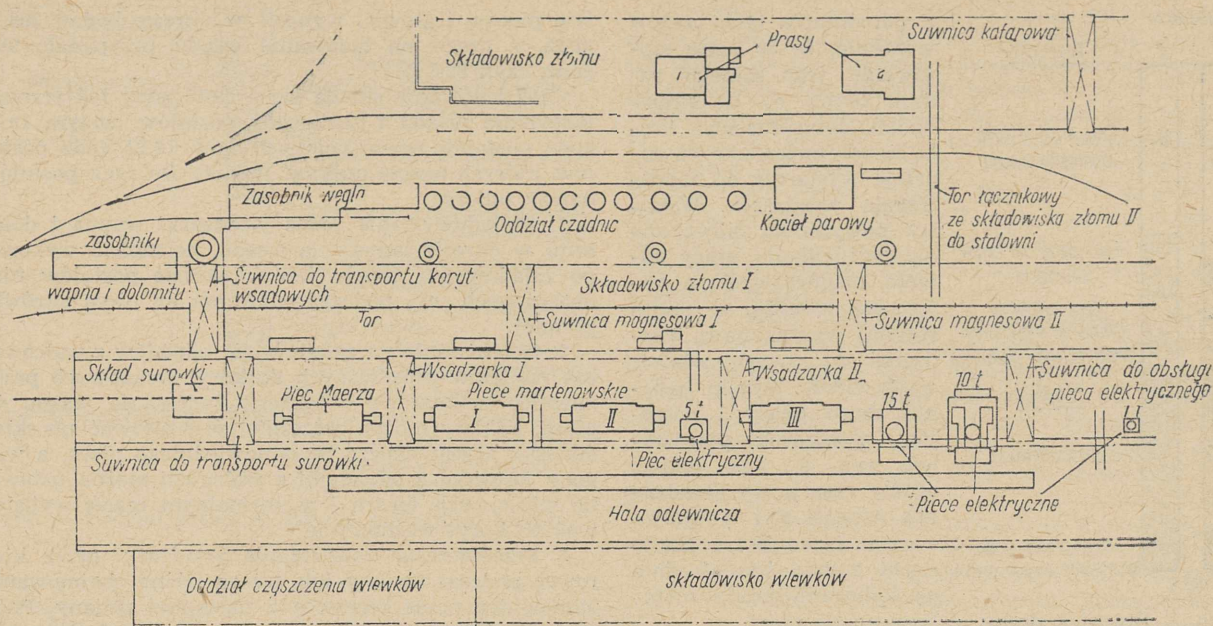 Składowisko złomu
Prasy
Suwnica kafarowa
Zasobnik węgla
Oddział czadnic
Kocieł parowy
Tor łącznikowy
ze składowiska złomu II
do stalowni
zasobniki
wapna i dolomitu
Suwnica do transportu koryt
wsadowych
Składowisko złomu I
Tor
Suwnica magnesowa I
Suwnica magnesowa II
Skład surówki
Piec Maerza
Wsadzarka I
Piece martenowskie
Wsadzarka II
Suwnica do obsługi
pieca elektrycznego
I
II
5 t
III
15 t
10 t
Suwnica do transportu surówki
Piec elektryczny
Piece elektryczne
Hala odlewnicza
Oddział czyszczenia wlewków
składowisko wlewków